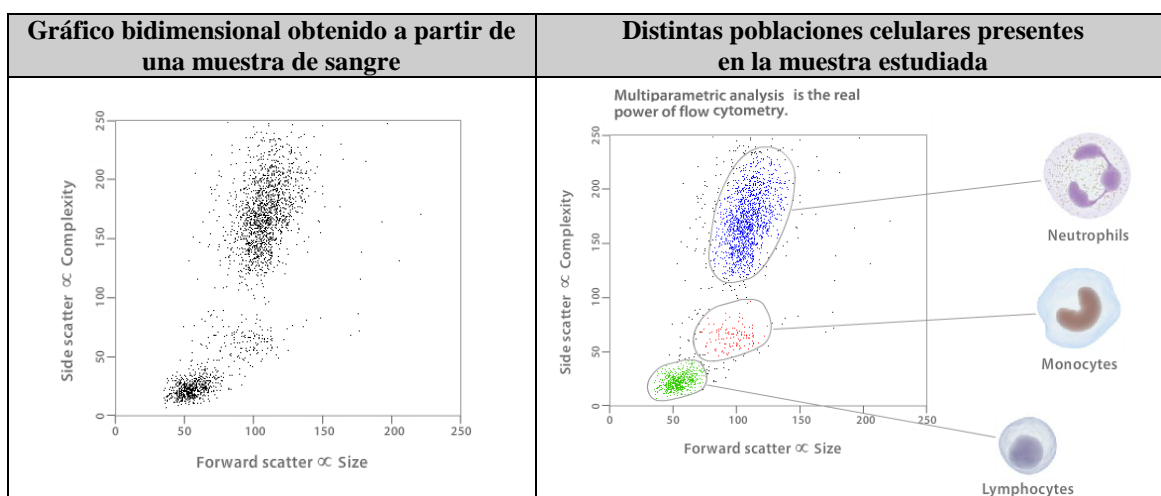 Gráfico bidimensional obtenido a partir de
una muestra de sangre
Distintas poblaciones celulares presentes
en la muestra estudiada
250
200
150
100
50
0
Side scatter ∝ Complexity
0
50
100
150
200
250
Forward scatter ∝ Size
Multiparametric analysis is the real
power of flow cytometry.
250
200
150
100
50
0
Side scatter ∝ Complexity
0
50
100
150
200
250
Forward scatter ∝ Size
Neutrophils
Monocytes
Lymphocytes